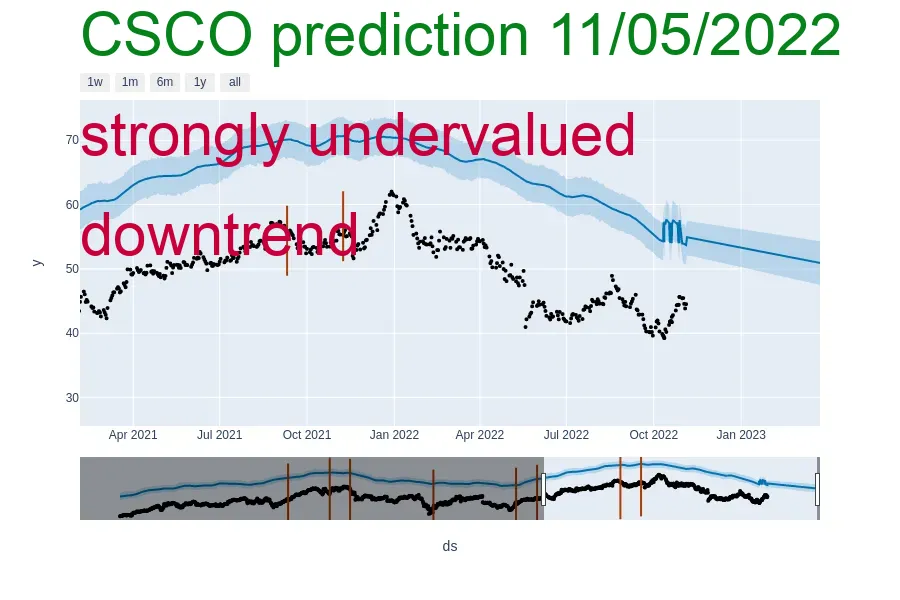 CSCO prediction 11/05/2022
1w 1m 6m 1y all
strongly undervalued
downtrend
70
60
50
40
30
y
Apr 2021 Jul 2021 Oct 2021 Jan 2022 Apr 2022 Jul 2022 Oct 2022 Jan 2023
ds